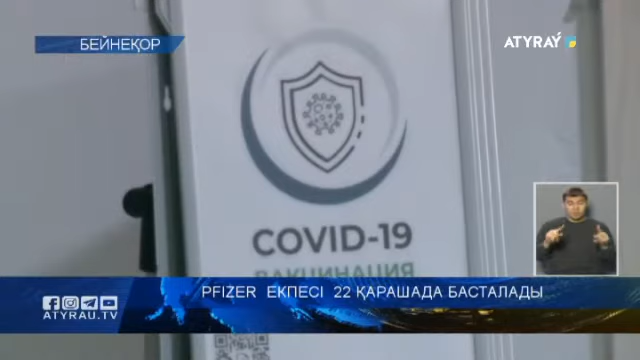 БЕЙНЕҚОР
ATYRAÝ
COVID-19
ВАКЦИНАЦИЯ
PFIZER ЕКПЕСІ 22 ҚАРАШАДА БАСТАЛАДЫ
ATYRAU.TV